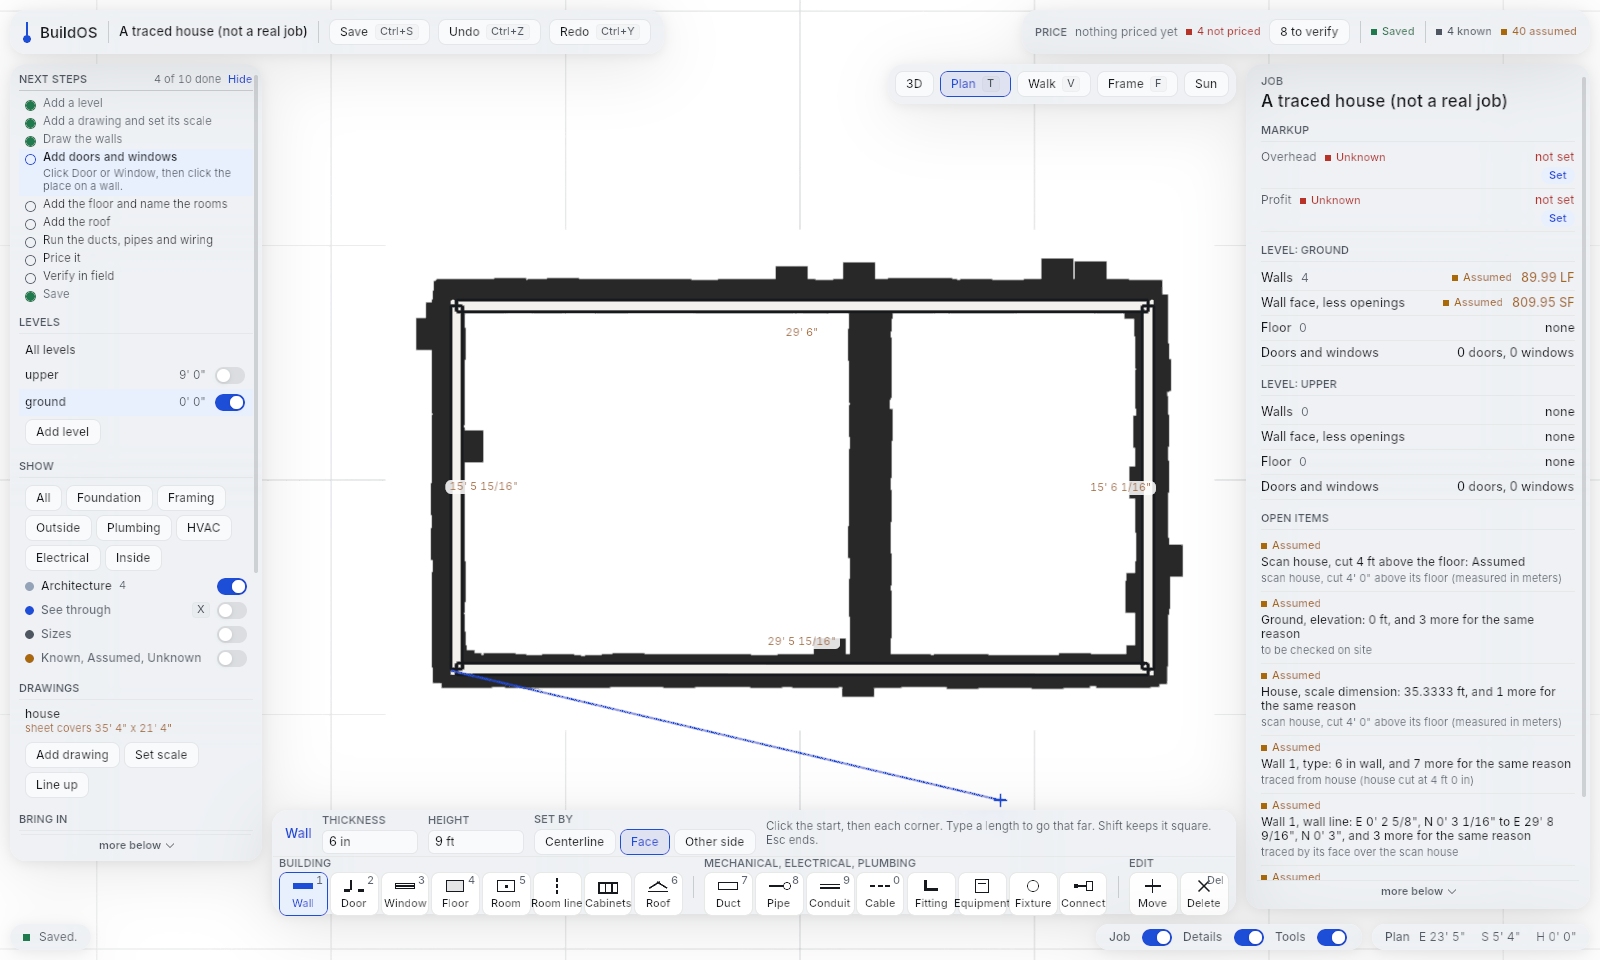 BuildOS
A traced house (not a real job)
Save Ctrl+S
Undo Ctrl+Z
Redo Ctrl+Y
PRICE nothing priced yet 4 not priced
8 to verify
Saved
4 known
40 assumed
NEXT STEPS 4 of 10 done Hide
Add a level
Add a drawing and set its scale
Draw the walls
Add doors and windows
Click Door or Window, then click the
place on a wall.
Add the floor and name the rooms
Add the roof
Run the ducts, pipes and wiring
Price it
Verify in field
Save
LEVELS
All levels
upper 9' 0"
ground 0' 0"
Add level
SHOW
All Foundation Framing
Outside Plumbing HVAC
Electrical Inside
Architecture 4
See through X
Sizes
Known, Assumed, Unknown
DRAWINGS
house
sheet covers 35' 4" x 21' 4"
Add drawing Set scale
Line up
BRING IN
more below
Saved.
3D
Plan T
Walk V
Frame F
Sun
29' 6"
15' 5 15/16"
15' 6 1/16"
29' 5 15/16"
Wall
THICKNESS
6 in
HEIGHT
9 ft
SET BY
Centerline Face Other side
Click the start, then each corner. Type a length to go that far. Shift keeps it square.
Esc ends.
BUILDING
1 Wall
2 Door
3 Window
4 Floor
5 Room
Room line
Cabinets
6 Roof
MECHANICAL, ELECTRICAL, PLUMBING
7 Duct
8 Pipe
9 Conduit
0 Cable
Fitting
Equipment
Fixture
Connect
EDIT
Move
Del Delete
JOB
A traced house (not a real job)
MARKUP
Overhead Unknown not set
Set
Profit Unknown not set
Set
LEVEL: GROUND
Walls 4 Assumed 89.99 LF
Wall face, less openings Assumed 809.95 SF
Floor 0 none
Doors and windows 0 doors, 0 windows
LEVEL: UPPER
Walls 0 none
Wall face, less openings none
Floor 0 none
Doors and windows 0 doors, 0 windows
OPEN ITEMS
Assumed
Scan house, cut 4 ft above the floor: Assumed
scan house, cut 4' 0" above its floor (measured in meters)
Assumed
Ground, elevation: 0 ft, and 3 more for the same
reason
to be checked on site
Assumed
House, scale dimension: 35.3333 ft, and 1 more for
the same reason
scan house, cut 4' 0" above its floor (measured in meters)
Assumed
Wall 1, type: 6 in wall, and 7 more for the same reason
traced from house (house cut at 4 ft 0 in)
Assumed
Wall 1, wall line: E 0' 2 5/8", N 0' 3 1/16" to E 29' 8
9/16", N 0' 3", and 3 more for the same reason
traced by its face over the scan house
Assumed
more below
Job Details Tools
Plan E 23' 5" S 5' 4" H 0' 0"